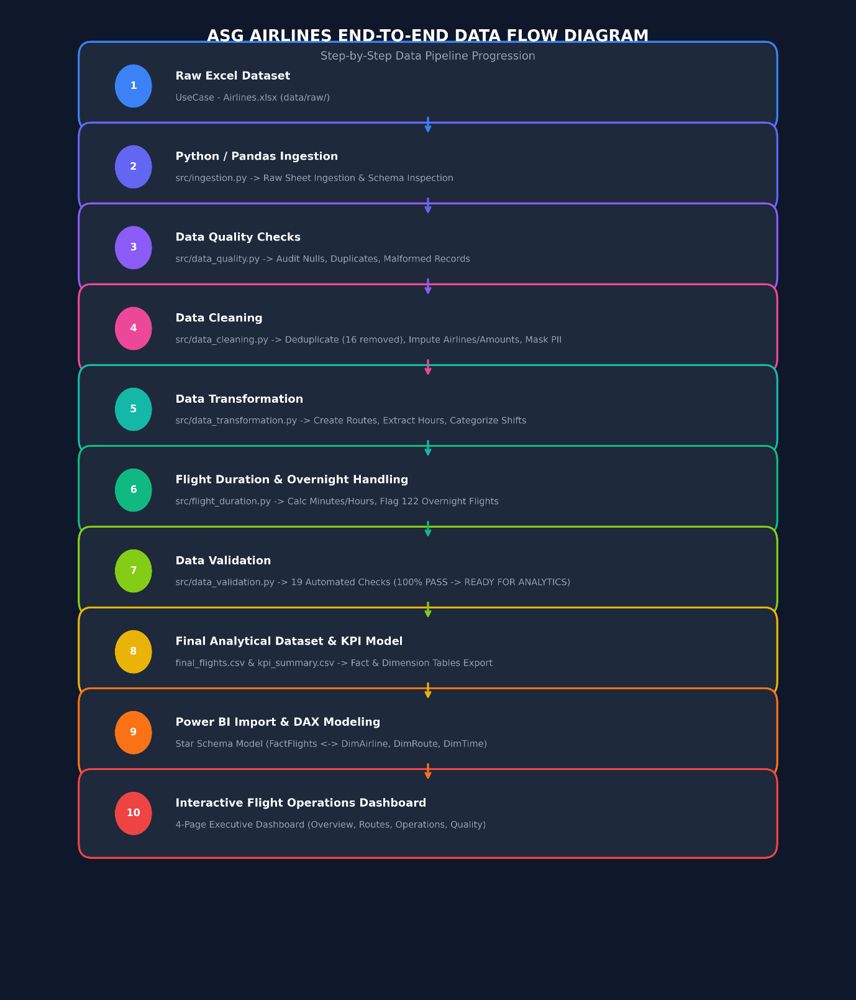 ASG AIRLINES END-TO-END DATA FLOW DIAGRAM
Step-by-Step Data Pipeline Progression
1
Raw Excel Dataset
UseCase - Airlines.xlsx (data/raw/)
2
Python / Pandas Ingestion
src/ingestion.py -> Raw Sheet Ingestion & Schema Inspection
3
Data Quality Checks
src/data_quality.py -> Audit Nulls, Duplicates, Malformed Records
4
Data Cleaning
src/data_cleaning.py -> Deduplicate (16 removed), Impute Airlines/Amounts, Mask PII
5
Data Transformation
src/data_transformation.py -> Create Routes, Extract Hours, Categorize Shifts
6
Flight Duration & Overnight Handling
src/flight_duration.py -> Calc Minutes/Hours, Flag 122 Overnight Flights
7
Data Validation
src/data_validation.py -> 19 Automated Checks (100% PASS -> READY FOR ANALYTICS)
8
Final Analytical Dataset & KPI Model
final_flights.csv & kpi_summary.csv -> Fact & Dimension Tables Export
9
Power BI Import & DAX Modeling
Star Schema Model (FactFlights <-> DimAirline, DimRoute, DimTime)
10
Interactive Flight Operations Dashboard
4-Page Executive Dashboard (Overview, Routes, Operations, Quality)